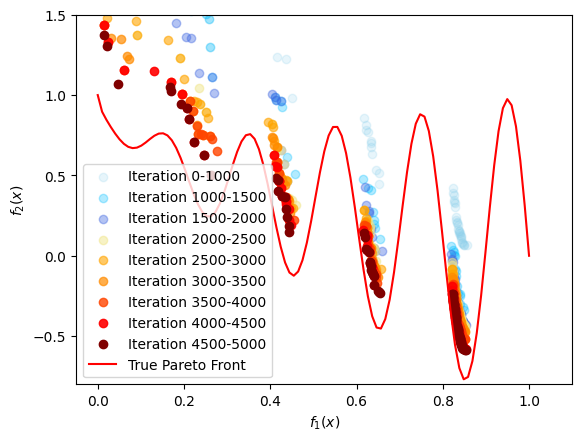 1.5
1.0
0.5
0.0
−0.5
f₂(x)
Iteration 0-1000
Iteration 1000-1500
Iteration 1500-2000
Iteration 2000-2500
Iteration 2500-3000
Iteration 3000-3500
Iteration 3500-4000
Iteration 4000-4500
Iteration 4500-5000
True Pareto Front
0.0 0.2 0.4 0.6 0.8 1.0
f₁(x)